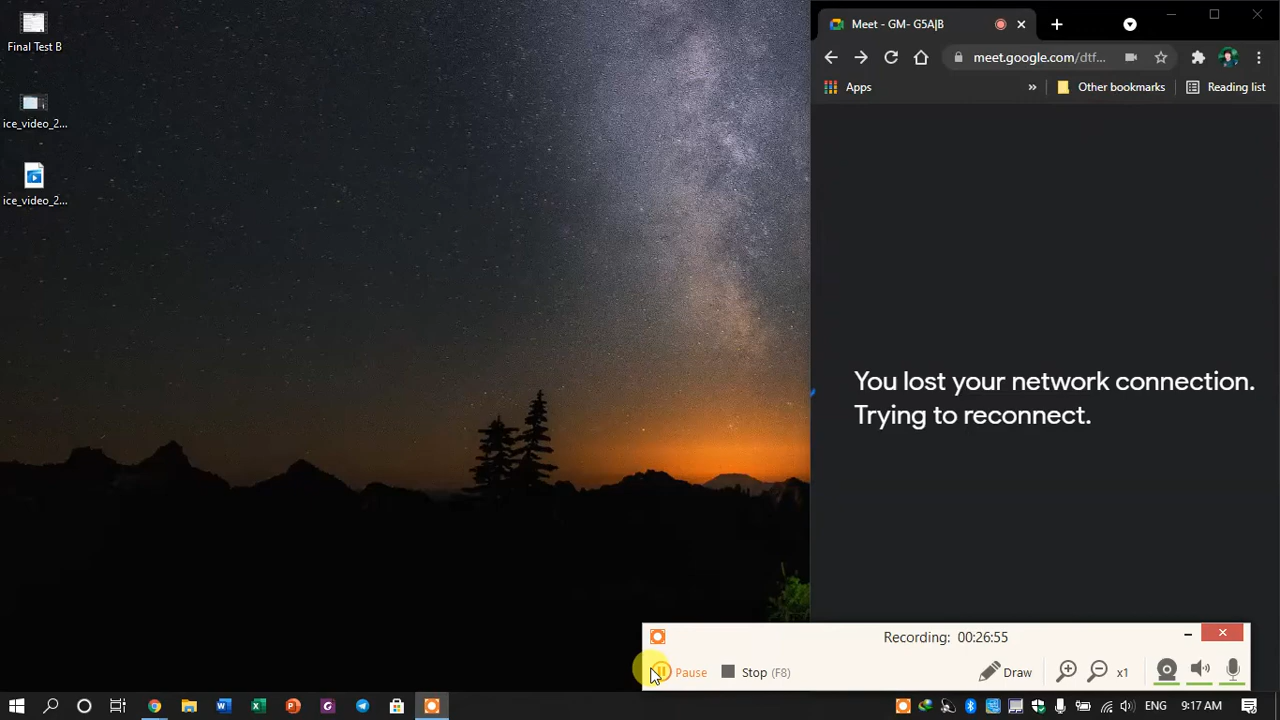 Final Test B
ice_video_2...
ice_video_2...
Meet - GM- G5A|B
meet.google.com/dtf...
Apps
»
Other bookmarks
Reading list
You lost your network connection.
Trying to reconnect.
Recording: 00:26:55
Pause
Stop (F8)
Draw
x1
ENG
9:17 AM